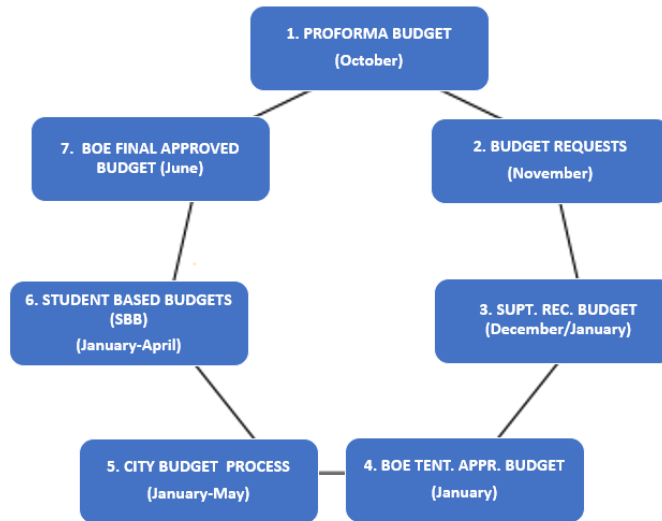 1. PROFORMA BUDGET
(October)
2. BUDGET REQUESTS
(November)
3. SUPT. REC. BUDGET
(December/January)
4. BOE TENT. APPR. BUDGET
(January)
5. CITY BUDGET PROCESS
(January-May)
6. STUDENT BASED BUDGETS
(SBB)
(January-April)
7. BOE FINAL APPROVED
BUDGET (June)